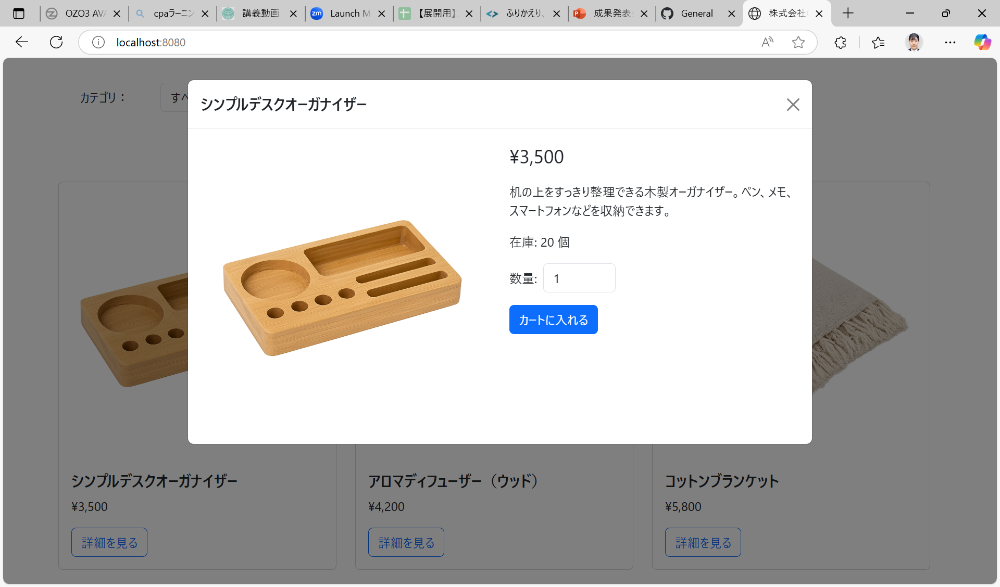 OZO3 AV
cpaラーニン
講義動画
Launch M
【展開用】
ふりかえり、
成果発表
General
株式会社
localhost:8080
カテゴリ：
すべ
シンプルデスクオーガナイザー
¥3,500
机の上をすっきり整理できる木製オーガナイザー。ペン、メモ、
スマートフォンなどを収納できます。
在庫: 20 個
数量: 1
カートに入れる
シンプルデスクオーガナイザー
¥3,500
詳細を見る
アロマディフューザー（ウッド）
¥4,200
詳細を見る
コットンブランケット
¥5,800
詳細を見る